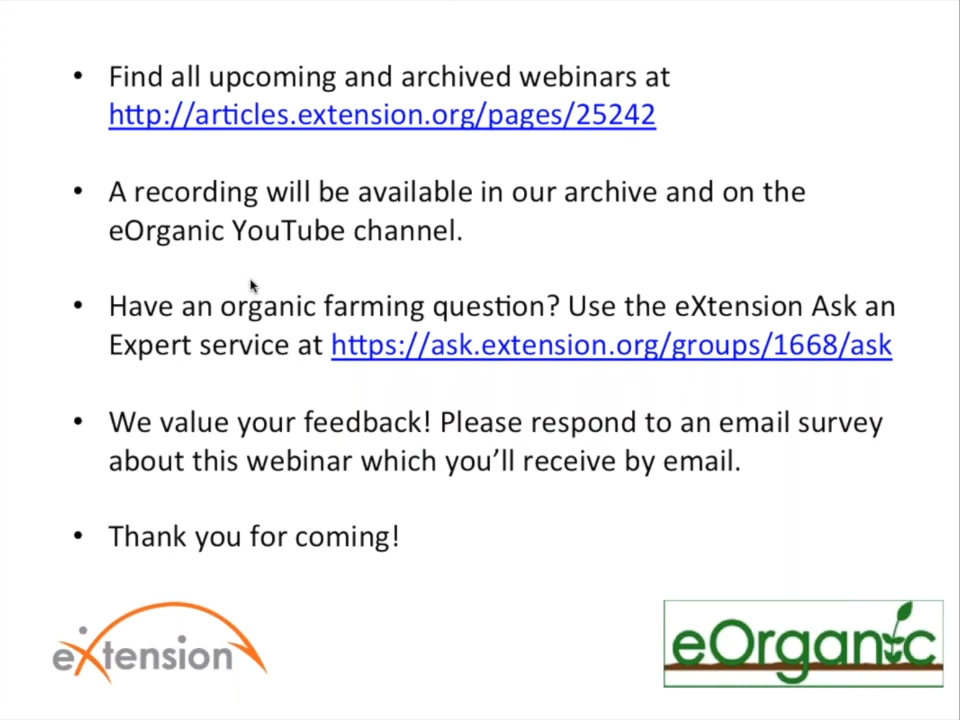 • Find all upcoming and archived webinars at
http://articles.extension.org/pages/25242
• A recording will be available in our archive and on the
eOrganic YouTube channel.
• Have an organic farming question? Use the eXtension Ask an
Expert service at https://ask.extension.org/groups/1668/ask
• We value your feedback! Please respond to an email survey
about this webinar which you’ll receive by email.
• Thank you for coming!
eXtension
eOrganic